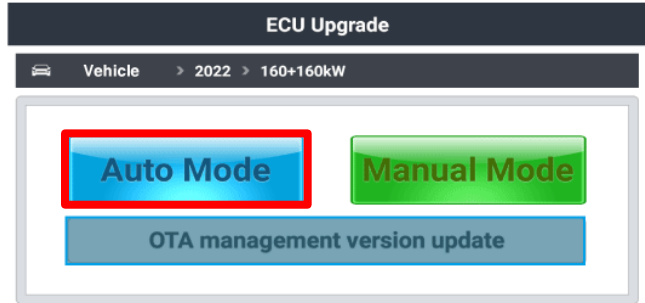 ECU Upgrade
Vehicle > 2022 > 160+160kW
Auto Mode
Manual Mode
OTA management version update